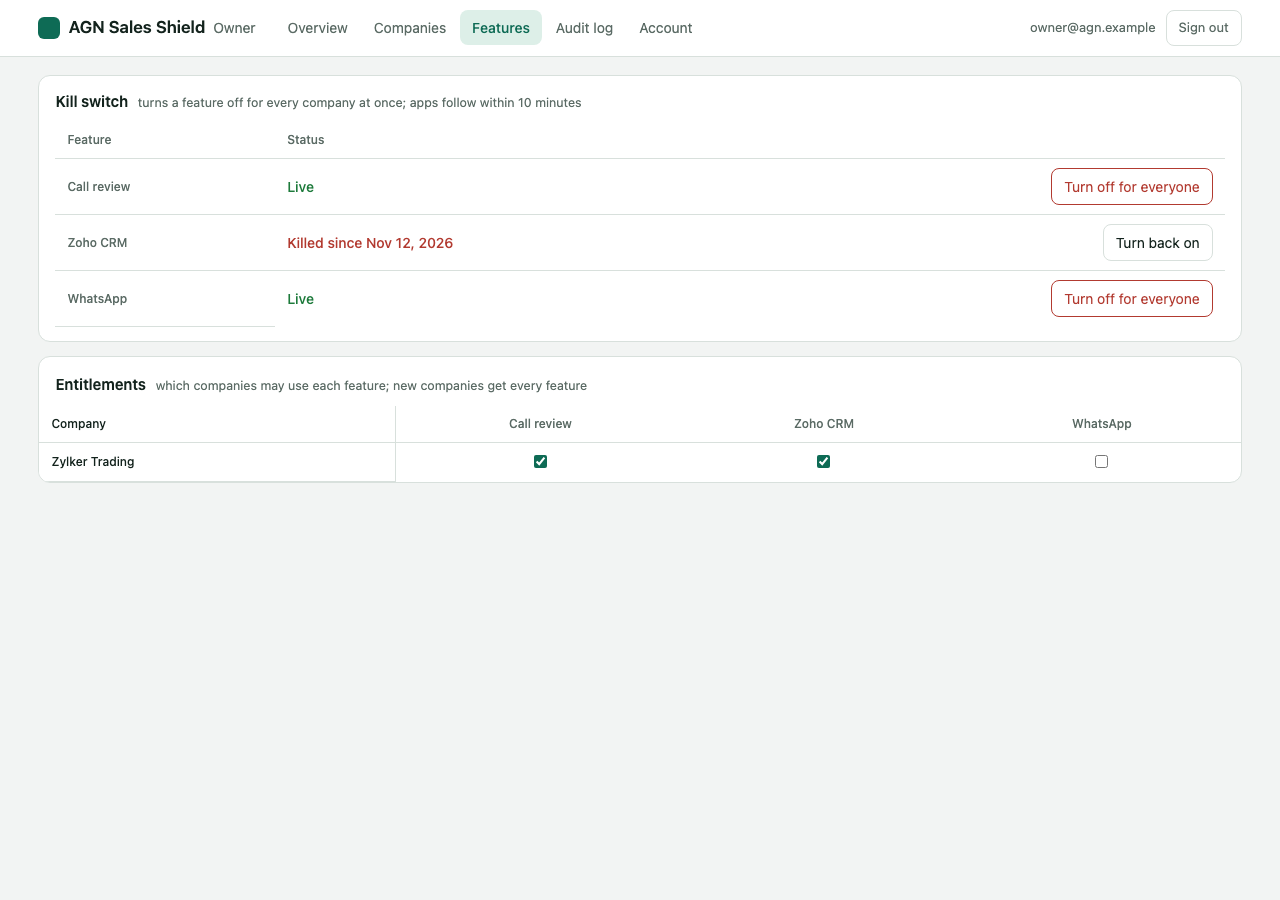 AGN Sales Shield Owner Overview Companies Features Audit log Account owner@agn.example Sign out
Kill switch turns a feature off for every company at once; apps follow within 10 minutes
Feature Status
Call review Live Turn off for everyone
Zoho CRM Killed since Nov 12, 2026 Turn back on
WhatsApp Live Turn off for everyone
Entitlements which companies may use each feature; new companies get every feature
Company Call review Zoho CRM WhatsApp
Zylker Trading